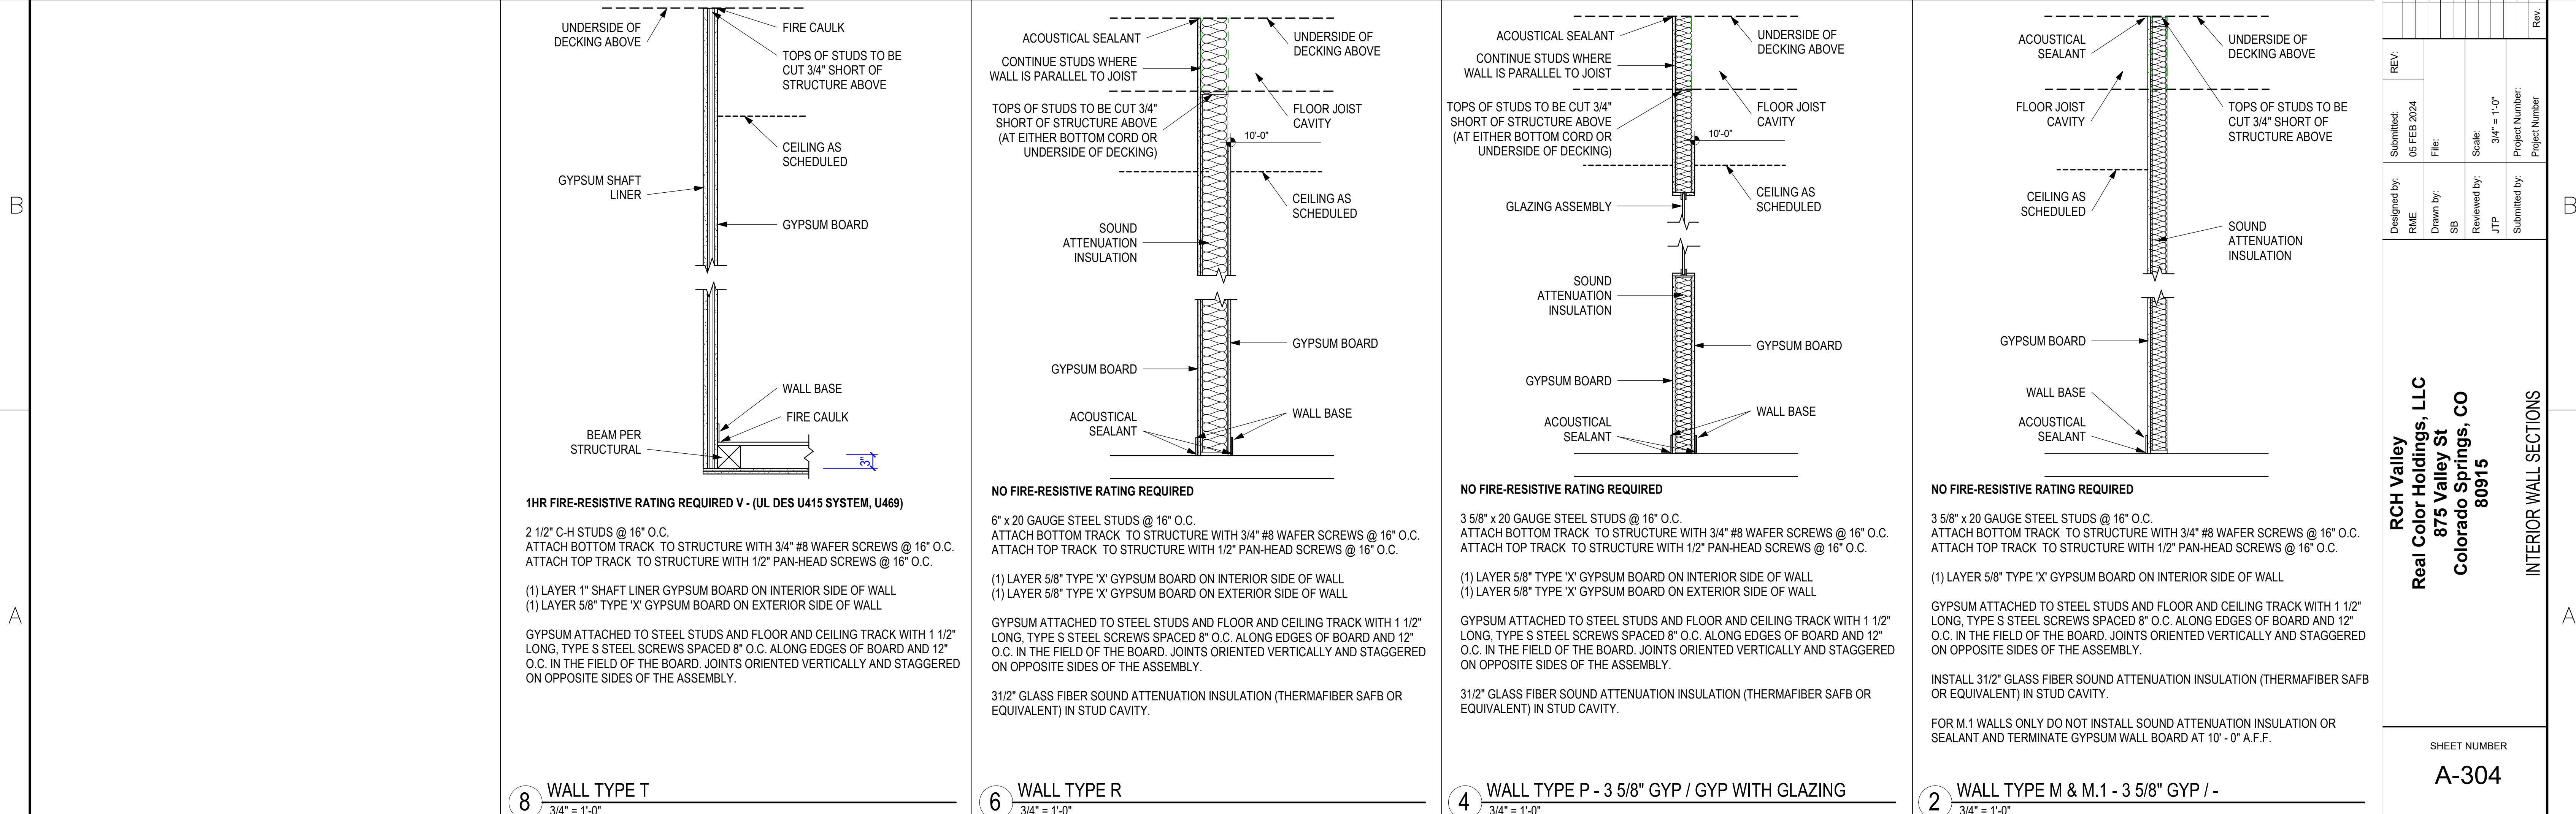 B
A
UNDERSIDE OF
DECKING ABOVE
FIRE CAULK
TOPS OF STUDS TO BE
CUT 3/4" SHORT OF
STRUCTURE ABOVE
CEILING AS
SCHEDULED
GYPSUM SHAFT
LINER
GYPSUM BOARD
WALL BASE
FIRE CAULK
BEAM PER
STRUCTURAL
3"
1HR FIRE-RESISTIVE RATING REQUIRED V - (UL DES U415 SYSTEM, U469)
2 1/2" C-H STUDS @ 16" O.C.
ATTACH BOTTOM TRACK TO STRUCTURE WITH 3/4" #8 WAFER SCREWS @ 16" O.C.
ATTACH TOP TRACK TO STRUCTURE WITH 1/2" PAN-HEAD SCREWS @ 16" O.C.
(1) LAYER 1" SHAFT LINER GYPSUM BOARD ON INTERIOR SIDE OF WALL
(1) LAYER 5/8" TYPE 'X' GYPSUM BOARD ON EXTERIOR SIDE OF WALL
GYPSUM ATTACHED TO STEEL STUDS AND FLOOR AND CEILING TRACK WITH 1 1/2"
LONG, TYPE S STEEL SCREWS SPACED 8" O.C. ALONG EDGES OF BOARD AND 12"
O.C. IN THE FIELD OF THE BOARD. JOINTS ORIENTED VERTICALLY AND STAGGERED
ON OPPOSITE SIDES OF THE ASSEMBLY.
8
WALL TYPE T
3/4" = 1'-0"
ACOUSTICAL SEALANT
CONTINUE STUDS WHERE
WALL IS PARALLEL TO JOIST
TOPS OF STUDS TO BE CUT 3/4"
SHORT OF STRUCTURE ABOVE
(AT EITHER BOTTOM CORD OR
UNDERSIDE OF DECKING)
UNDERSIDE OF
DECKING ABOVE
FLOOR JOIST
CAVITY
10'-0"
CEILING AS
SCHEDULED
SOUND
ATTENUATION
INSULATION
GYPSUM BOARD
GYPSUM BOARD
ACOUSTICAL
SEALANT
WALL BASE
NO FIRE-RESISTIVE RATING REQUIRED
6" x 20 GAUGE STEEL STUDS @ 16" O.C.
ATTACH BOTTOM TRACK TO STRUCTURE WITH 3/4" #8 WAFER SCREWS @ 16" O.C.
ATTACH TOP TRACK TO STRUCTURE WITH 1/2" PAN-HEAD SCREWS @ 16" O.C.
(1) LAYER 5/8" TYPE 'X' GYPSUM BOARD ON INTERIOR SIDE OF WALL
(1) LAYER 5/8" TYPE 'X' GYPSUM BOARD ON EXTERIOR SIDE OF WALL
GYPSUM ATTACHED TO STEEL STUDS AND FLOOR AND CEILING TRACK WITH 1 1/2"
LONG, TYPE S STEEL SCREWS SPACED 8" O.C. ALONG EDGES OF BOARD AND 12"
O.C. IN THE FIELD OF THE BOARD. JOINTS ORIENTED VERTICALLY AND STAGGERED
ON OPPOSITE SIDES OF THE ASSEMBLY.
31/2" GLASS FIBER SOUND ATTENUATION INSULATION (THERMAFIBER SAFB OR
EQUIVALENT) IN STUD CAVITY.
6
WALL TYPE R
3/4" = 1'-0"
ACOUSTICAL SEALANT
CONTINUE STUDS WHERE
WALL IS PARALLEL TO JOIST
TOPS OF STUDS TO BE CUT 3/4"
SHORT OF STRUCTURE ABOVE
(AT EITHER BOTTOM CORD OR
UNDERSIDE OF DECKING)
UNDERSIDE OF
DECKING ABOVE
FLOOR JOIST
CAVITY
10'-0"
CEILING AS
SCHEDULED
GLAZING ASSEMBLY
SOUND
ATTENUATION
INSULATION
GYPSUM BOARD
GYPSUM BOARD
ACOUSTICAL
SEALANT
WALL BASE
NO FIRE-RESISTIVE RATING REQUIRED
3 5/8" x 20 GAUGE STEEL STUDS @ 16" O.C.
ATTACH BOTTOM TRACK TO STRUCTURE WITH 3/4" #8 WAFER SCREWS @ 16" O.C.
ATTACH TOP TRACK TO STRUCTURE WITH 1/2" PAN-HEAD SCREWS @ 16" O.C.
(1) LAYER 5/8" TYPE 'X' GYPSUM BOARD ON INTERIOR SIDE OF WALL
(1) LAYER 5/8" TYPE 'X' GYPSUM BOARD ON EXTERIOR SIDE OF WALL
GYPSUM ATTACHED TO STEEL STUDS AND FLOOR AND CEILING TRACK WITH 1 1/2"
LONG, TYPE S STEEL SCREWS SPACED 8" O.C. ALONG EDGES OF BOARD AND 12"
O.C. IN THE FIELD OF THE BOARD. JOINTS ORIENTED VERTICALLY AND STAGGERED
ON OPPOSITE SIDES OF THE ASSEMBLY.
31/2" GLASS FIBER SOUND ATTENUATION INSULATION (THERMAFIBER SAFB OR
EQUIVALENT) IN STUD CAVITY.
4
WALL TYPE P - 3 5/8" GYP / GYP WITH GLAZING
3/4" = 1'-0"
ACOUSTICAL
SEALANT
FLOOR JOIST
CAVITY
CEILING AS
SCHEDULED
UNDERSIDE OF
DECKING ABOVE
TOPS OF STUDS TO BE
CUT 3/4" SHORT OF
STRUCTURE ABOVE
SOUND
ATTENUATION
INSULATION
GYPSUM BOARD
WALL BASE
ACOUSTICAL
SEALANT
NO FIRE-RESISTIVE RATING REQUIRED
3 5/8" x 20 GAUGE STEEL STUDS @ 16" O.C.
ATTACH BOTTOM TRACK TO STRUCTURE WITH 3/4" #8 WAFER SCREWS @ 16" O.C.
ATTACH TOP TRACK TO STRUCTURE WITH 1/2" PAN-HEAD SCREWS @ 16" O.C.
(1) LAYER 5/8" TYPE 'X' GYPSUM BOARD ON INTERIOR SIDE OF WALL
GYPSUM ATTACHED TO STEEL STUDS AND FLOOR AND CEILING TRACK WITH 1 1/2"
LONG, TYPE S STEEL SCREWS SPACED 8" O.C. ALONG EDGES OF BOARD AND 12"
O.C. IN THE FIELD OF THE BOARD. JOINTS ORIENTED VERTICALLY AND STAGGERED
ON OPPOSITE SIDES OF THE ASSEMBLY.
INSTALL 31/2" GLASS FIBER SOUND ATTENUATION INSULATION (THERMAFIBER SAFB
OR EQUIVALENT) IN STUD CAVITY.
FOR M.1 WALLS ONLY DO NOT INSTALL SOUND ATTENUATION INSULATION OR
SEALANT AND TERMINATE GYPSUM WALL BOARD AT 10' - 0" A.F.F.
2
WALL TYPE M & M.1 - 3 5/8" GYP / -
3/4" = 1'-0"
Rev.
REV:
Submitted:
05 FEB 2024
File:
Scale:
3/4" = 1'-0"
Project Number:
Project Number
Designed by:
RME
Drawn by:
SB
Reviewed by:
JTP
Submitted by:
RCH Valley
Real Color Holdings, LLC
875 Valley St
Colorado Springs, CO
80915
INTERIOR WALL SECTIONS
SHEET NUMBER
A-304
B
A